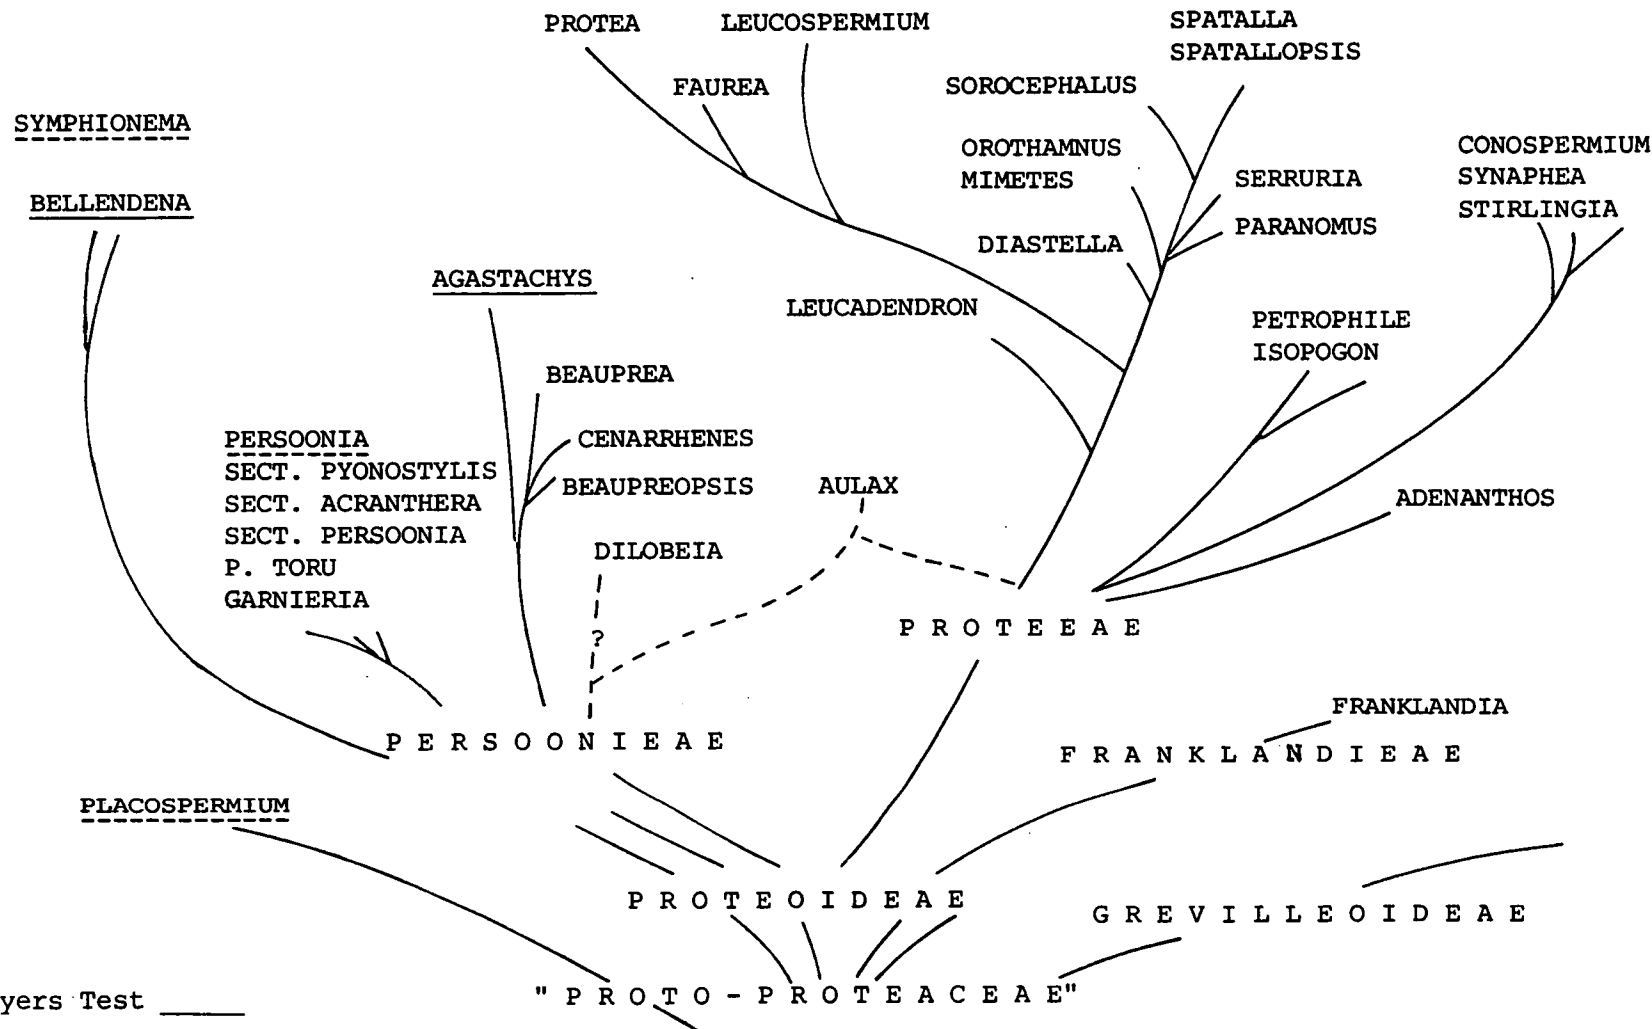 PROTEA
LEUCOSPERMIUM
SPATALLA
SPATALLOPSIS
FAUREA
SOROCEPHALUS
SYMPHIONEMA
OROTHAMNUS
MIMETES
CONOSPERMIUM
SYNAPHEA
STIRLINGIA
SERRURIA
BELLENDENA
PARANOMUS
DIASTELLA
AGASTACHYS
LEUCADENDRON
PETROPHILE
ISOPOGON
BEAUPREA
PERSOONIA
SECT. PYONOSTYLIS
SECT. ACRANTHERA
SECT. PERSOONIA
P. TORU
GARNIERIA
CENARRHENES
BEAUPREOPSIS
AULAX
ADENANTHOS
DILOBEIA
?
PROTEEAE
FRANKLANDIA
PERSOONIEAE
FRANKLANDIEAE
PLACOSPERMIUM
PROTEOIDEAE
GREVILLEOIDEAE
"PROTO-PROTEACEAE"
yers Test